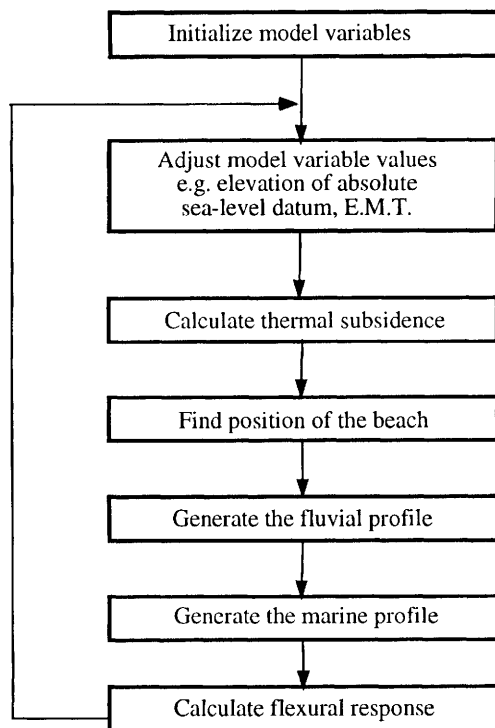 Initialize model variables
Adjust model variable values
e.g. elevation of absolute
sea-level datum, E.M.T.
Calculate thermal subsidence
Find position of the beach
Generate the fluvial profile
Generate the marine profile
Calculate flexural response